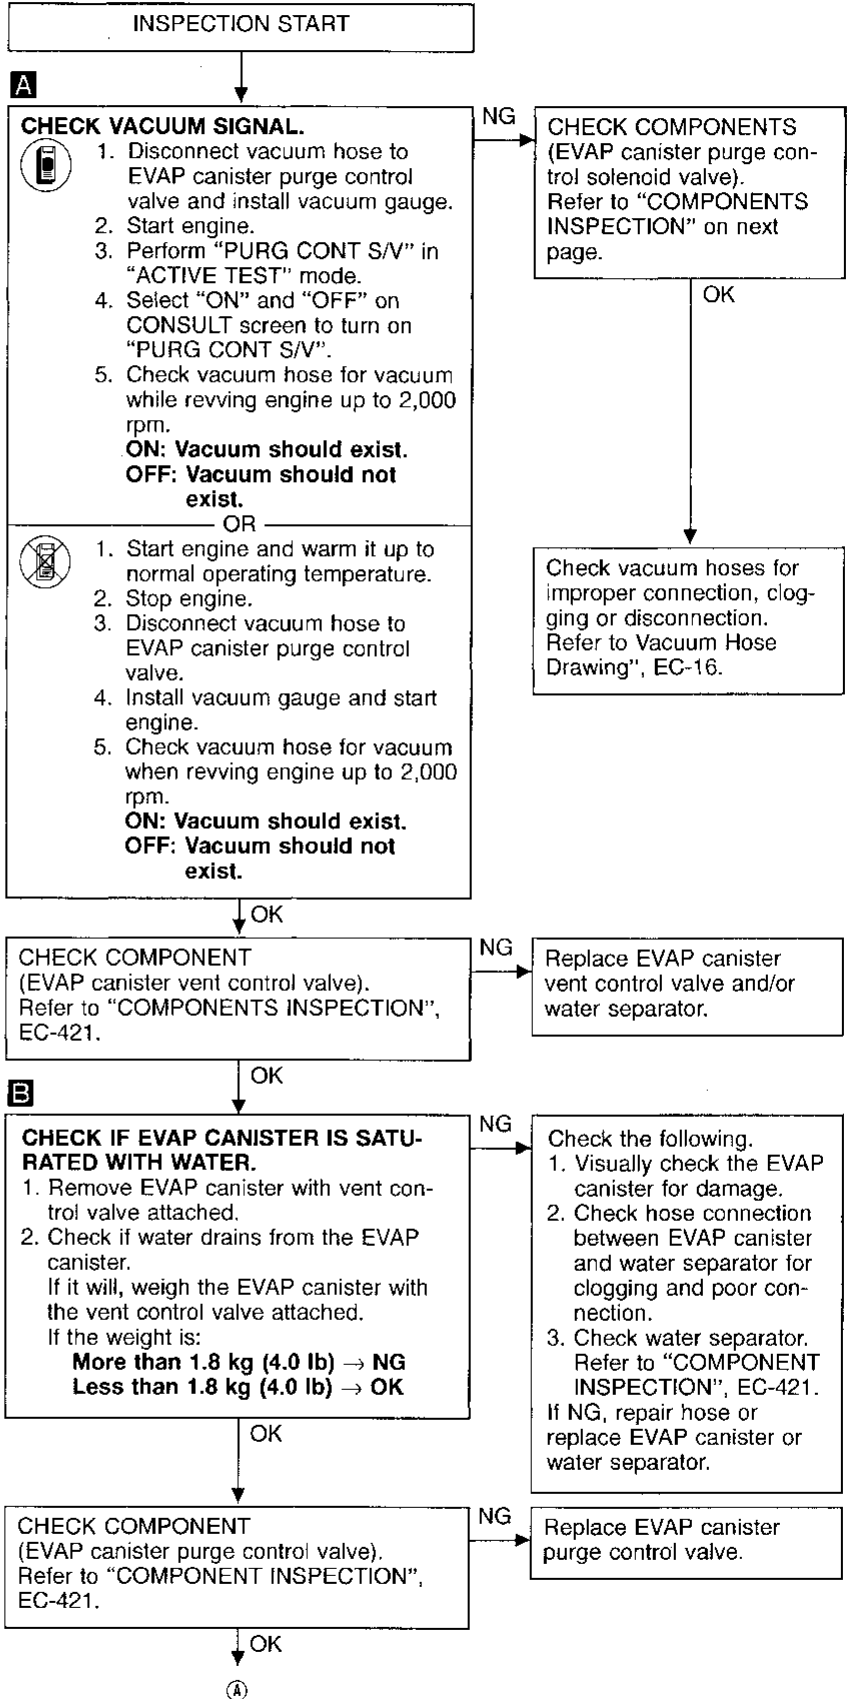 INSPECTION START
A
CHECK VACUUM SIGNAL.
1. Disconnect vacuum hose to
EVAP canister purge control
valve and install vacuum gauge.
2. Start engine.
3. Perform “PURG CONT S/V” in
“ACTIVE TEST” mode.
4. Select “ON” and “OFF” on
CONSULT screen to turn on
“PURG CONT S/V”.
5. Check vacuum hose for vacuum
while revving engine up to 2,000
rpm.
ON: Vacuum should exist.
OFF: Vacuum should not
exist.
OR
1. Start engine and warm it up to
normal operating temperature.
2. Stop engine.
3. Disconnect vacuum hose to
EVAP canister purge control
valve.
4. Install vacuum gauge and start
engine.
5. Check vacuum hose for vacuum
when revving engine up to 2,000
rpm.
ON: Vacuum should exist.
OFF: Vacuum should not
exist.
NG
CHECK COMPONENTS
(EVAP canister purge con-
trol solenoid valve).
Refer to “COMPONENTS
INSPECTION” on next
page.
OK
Check vacuum hoses for
improper connection, clog-
ging or disconnection.
Refer to Vacuum Hose
Drawing”, EC-16.
OK
CHECK COMPONENT
(EVAP canister vent control valve).
Refer to “COMPONENTS INSPECTION”,
EC-421.
NG
Replace EVAP canister
vent control valve and/or
water separator.
OK
B
CHECK IF EVAP CANISTER IS SATU-
RATED WITH WATER.
1. Remove EVAP canister with vent con-
trol valve attached.
2. Check if water drains from the EVAP
canister.
If it will, weigh the EVAP canister with
the vent control valve attached.
If the weight is:
More than 1.8 kg (4.0 lb) → NG
Less than 1.8 kg (4.0 lb) → OK
NG
Check the following.
1. Visually check the EVAP
canister for damage.
2. Check hose connection
between EVAP canister
and water separator for
clogging and poor con-
nection.
3. Check water separator.
Refer to “COMPONENT
INSPECTION”, EC-421.
If NG, repair hose or
replace EVAP canister or
water separator.
OK
CHECK COMPONENT
(EVAP canister purge control valve).
Refer to “COMPONENT INSPECTION”,
EC-421.
NG
Replace EVAP canister
purge control valve.
OK
Ⓐ